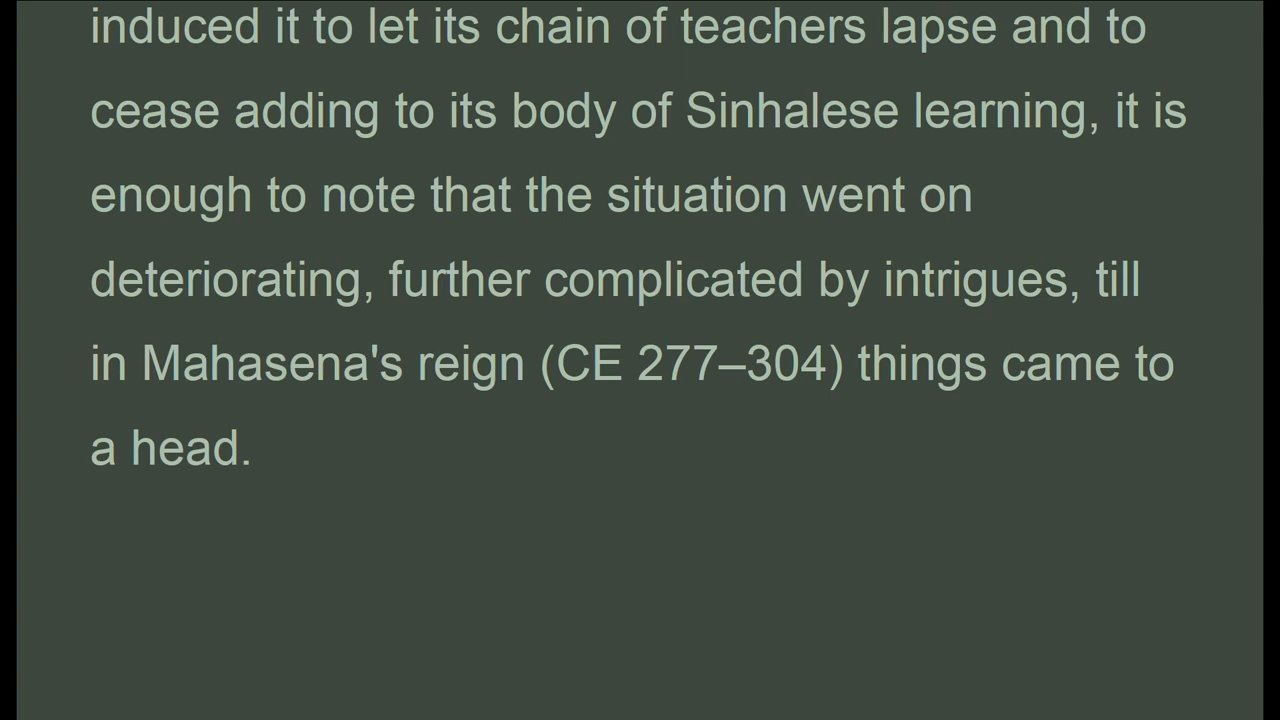 induced it to let its chain of teachers lapse and to
cease adding to its body of Sinhalese learning, it is
enough to note that the situation went on
deteriorating, further complicated by intrigues, till
in Mahasena's reign (CE 277–304) things came to
a head.